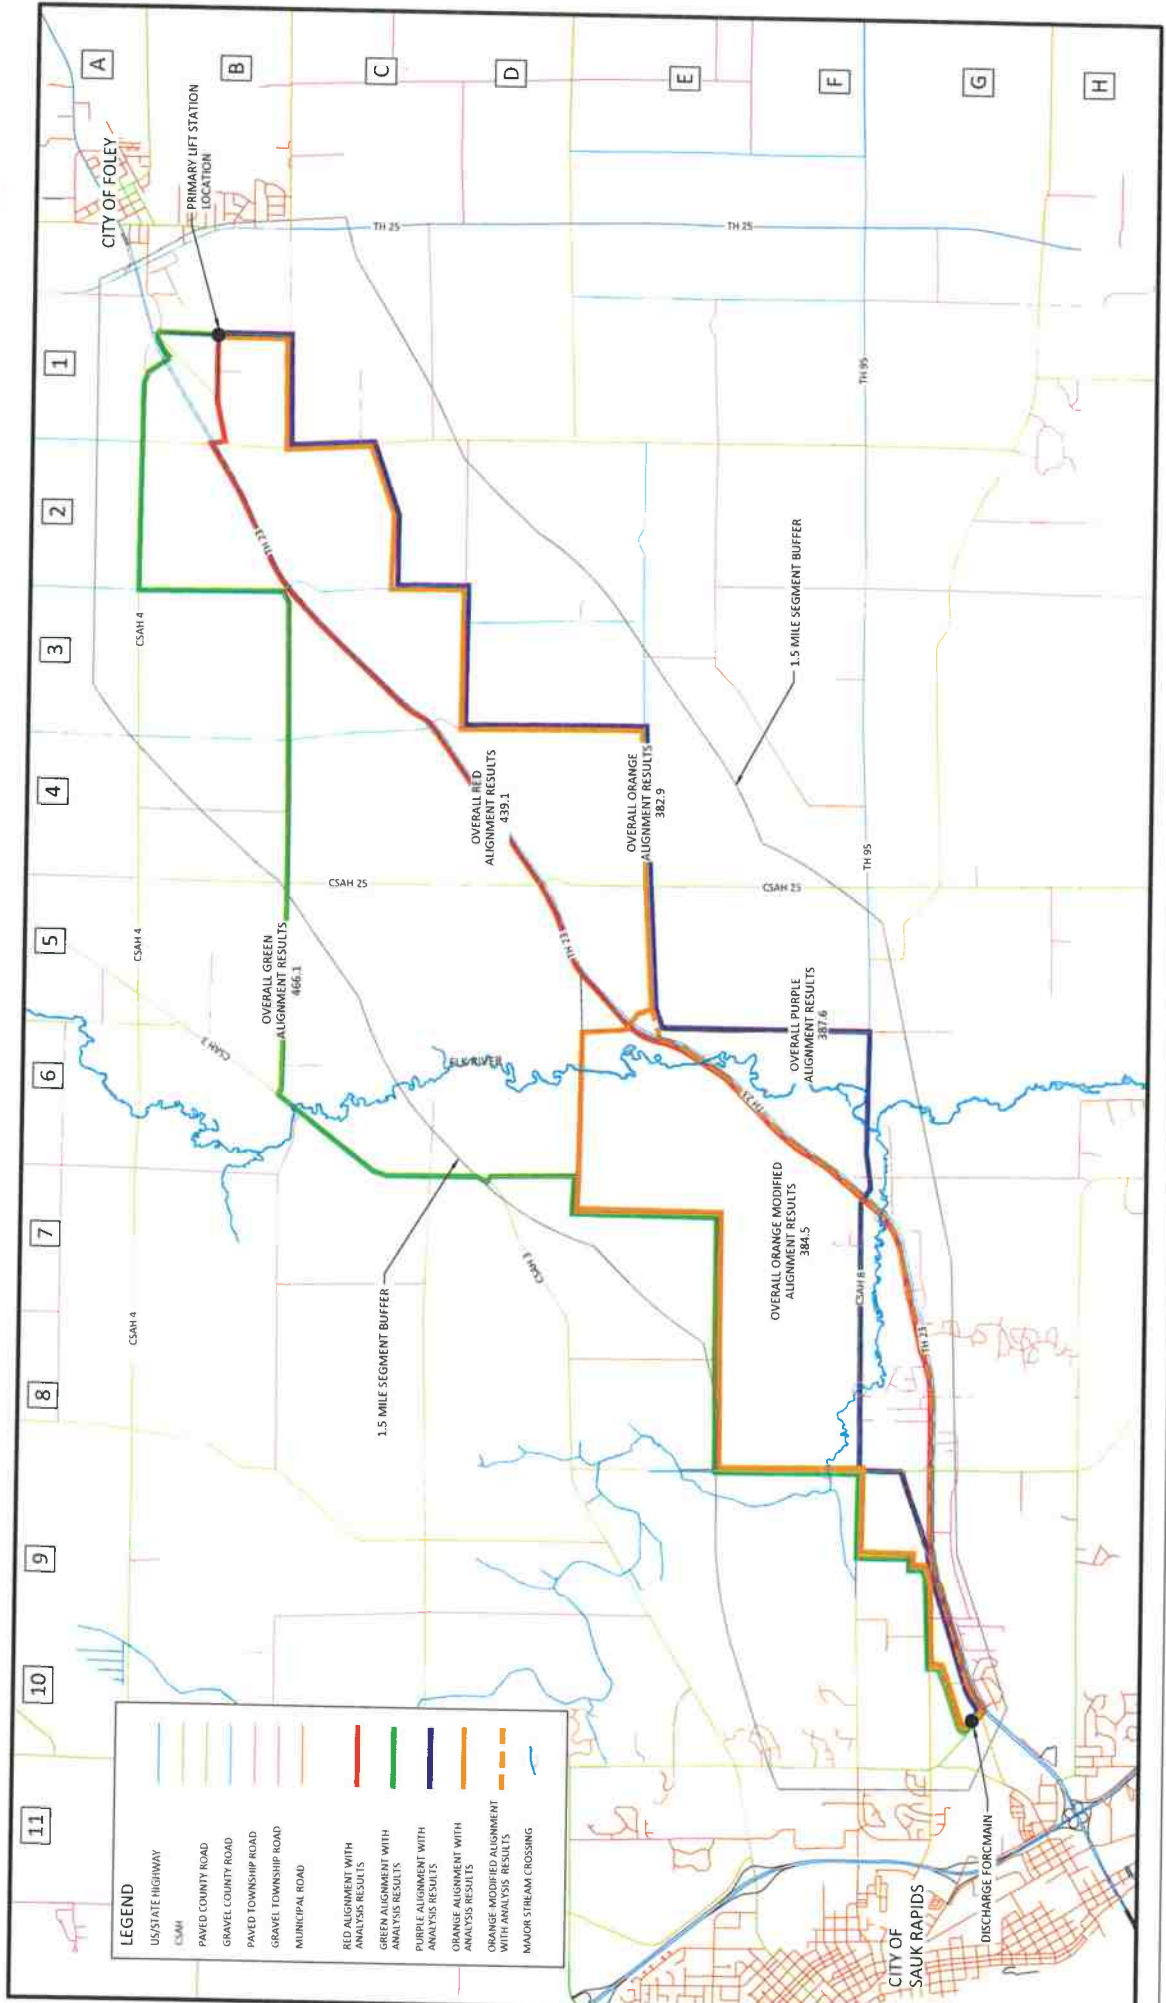 A
B
C
D
E
F
G
H
1
2
3
4
5
6
7
8
9
10
11
CITY OF FOLEY
PRIMARY LIFT STATION
LOCATION
TH 25
TH 25
TH 95
TH 95
TH 23
TH 23
TH 23
TH 23
CSAH 4
CSAH 4
CSAH 4
CSAH 25
CSAH 25
CSAH 3
CSAH 3
CSAH 8
ELK RIVER
1.5 MILE SEGMENT BUFFER
1.5 MILE SEGMENT BUFFER
OVERALL RED
ALIGNMENT RESULTS
439.1
OVERALL ORANGE
ALIGNMENT RESULTS
382.9
OVERALL GREEN
ALIGNMENT RESULTS
466.1
OVERALL PURPLE
ALIGNMENT RESULTS
387.6
OVERALL ORANGE MODIFIED
ALIGNMENT RESULTS
384.5
LEGEND
US/STATE HIGHWAY
CSAH
PAVED COUNTY ROAD
GRAVEL COUNTY ROAD
PAVED TOWNSHIP ROAD
GRAVEL TOWNSHIP ROAD
MUNICIPAL ROAD
RED ALIGNMENT WITH
ANALYSIS RESULTS
GREEN ALIGNMENT WITH
ANALYSIS RESULTS
PURPLE ALIGNMENT WITH
ANALYSIS RESULTS
ORANGE ALIGNMENT WITH
ANALYSIS RESULTS
ORANGE-MODIFIED ALIGNMENT
WITH ANALYSIS RESULTS
MAJOR STREAM CROSSING
CITY OF
SAUK RAPIDS
DISCHARGE FORCMAIN